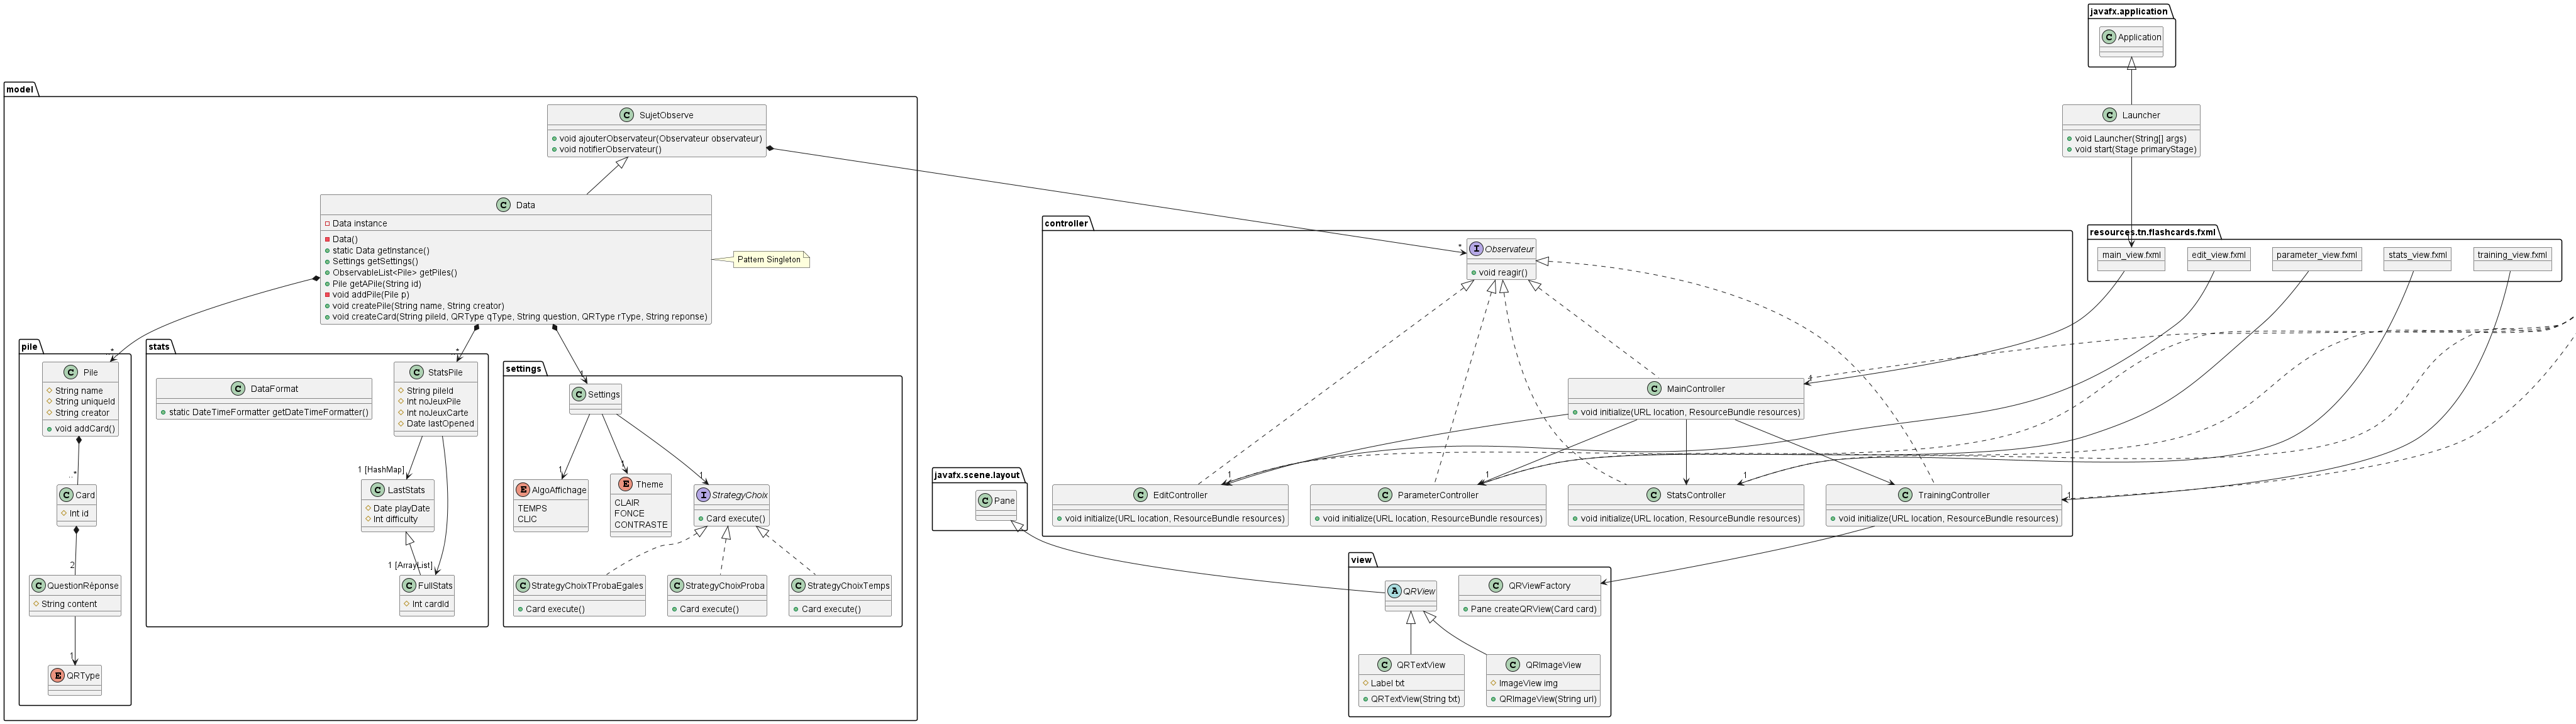 javafx.application
C Application
model
C SujetObserve
void ajouterObservateur(Observateur observateur)
void notifierObservateur()
C Launcher
void Launcher(String[] args)
void start(Stage primaryStage)
C Data
Data instance
Data()
static Data getInstance()
Settings getSettings()
ObservableList<Pile> getPiles()
Pile getAPile(String id)
void addPile(Pile p)
void createPile(String name, String creator)
void createCard(String pileId, QRType qType, String question, QRType rType, String reponse)
Pattern Singleton
controller
I Observateur
void reagir()
*
resources.tn.flashcards.fxml
main_view.fxml
edit_view.fxml
parameter_view.fxml
stats_view.fxml
training_view.fxml
pile
..*
C Pile
String name
String uniqueId
String creator
void addCard()
..*
C Card
Int id
2
C QuestionRéponse
String content
1
E QRType
stats
C DataFormat
static DateTimeFormatter getDateTimeFormatter()
..*
C StatsPile
String pileId
Int noJeuxPile
Int noJeuxCarte
Date lastOpened
1 [HashMap]
C LastStats
Date playDate
Int difficulty
1 [ArrayList]
C FullStats
Int cardId
settings
1
C Settings
1
E AlgoAffichage
TEMPS
CLIC
1
E Theme
CLAIR
FONCE
CONTRASTE
1
I StrategyChoix
Card execute()
C StrategyChoixTProbaEgales
Card execute()
C StrategyChoixProba
Card execute()
C StrategyChoixTemps
Card execute()
C MainController
void initialize(URL location, ResourceBundle resources)
1
C EditController
void initialize(URL location, ResourceBundle resources)
1
C ParameterController
void initialize(URL location, ResourceBundle resources)
1
C StatsController
void initialize(URL location, ResourceBundle resources)
1
C TrainingController
void initialize(URL location, ResourceBundle resources)
javafx.scene.layout
C Pane
view
A QRView
C QRViewFactory
Pane createQRView(Card card)
C QRTextView
Label txt
QRTextView(String txt)
C QRImageView
ImageView img
QRImageView(String url)